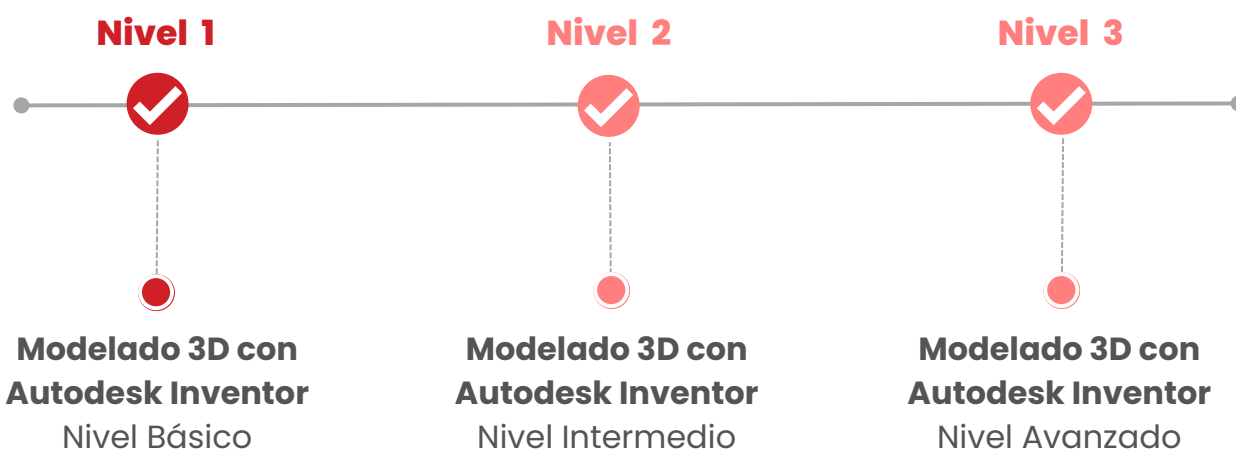 Nivel 1
Nivel 2
Nivel 3
Modelado 3D con
Autodesk Inventor
Nivel Básico
Modelado 3D con
Autodesk Inventor
Nivel Intermedio
Modelado 3D con
Autodesk Inventor
Nivel Avanzado